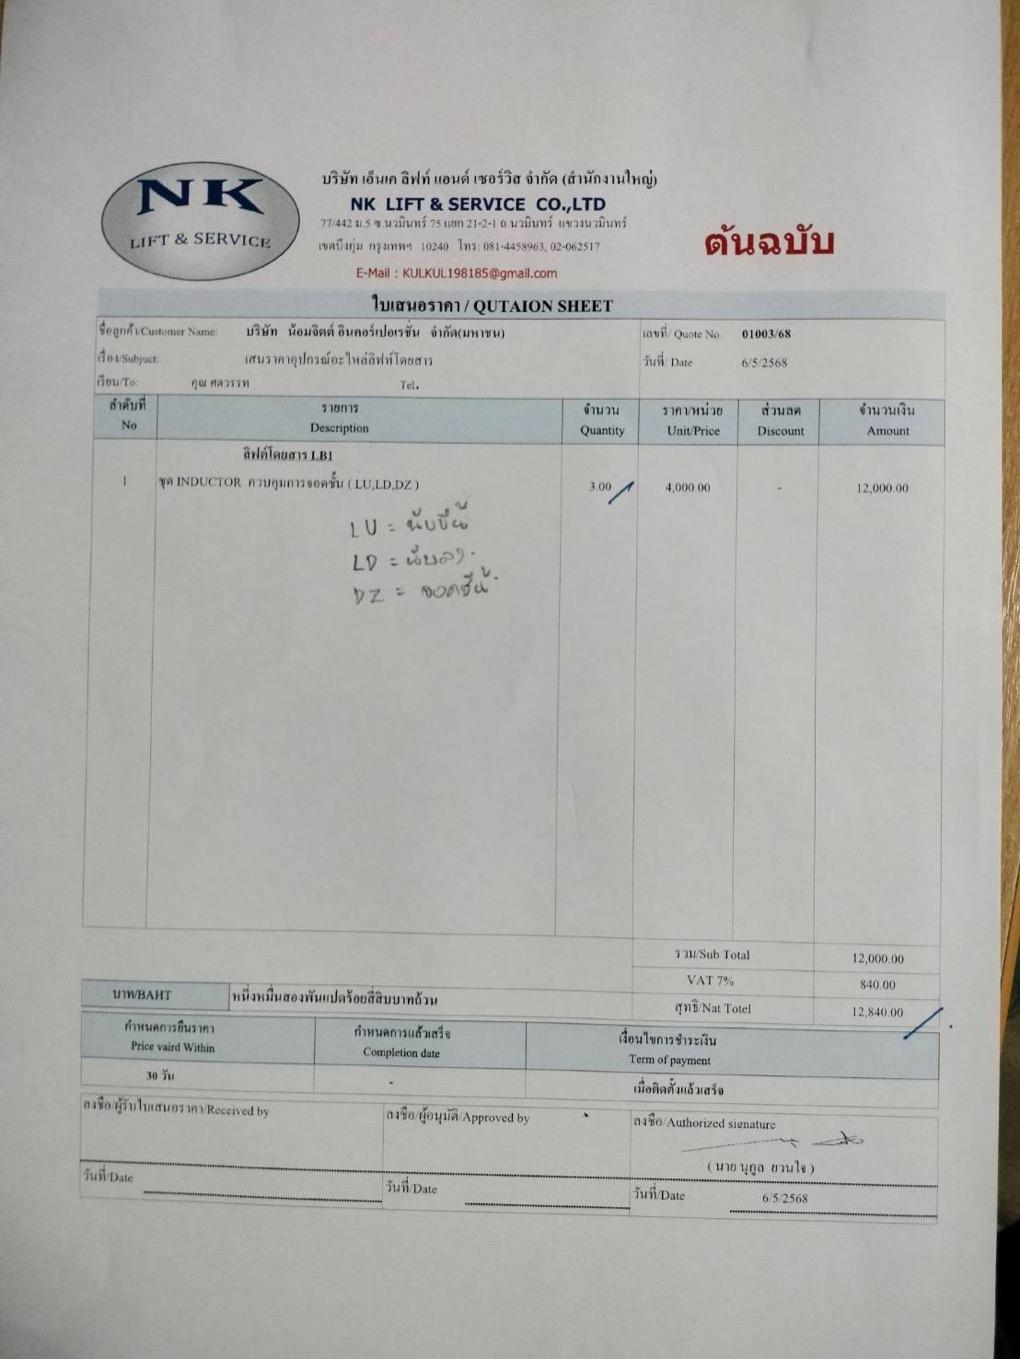 NK
LIFT & SERVICE
บริษัท เอ็นเค ลิฟท์ แอนด์ เซอร์วิส จำกัด (สำนักงานใหญ่)
NK LIFT & SERVICE CO.,LTD
77/442 ม.5 ซ.นวมินทร์ 75 แยก 21-2-1 ถ.นวมินทร์ แขวงนวมินทร์
เขตบึงกุ่ม กรุงเทพฯ 10240 โทร: 081-4458963, 02-062517
E-Mail : KULKUL198185@gmail.com
ต้นฉบับ
ใบเสนอราคา / QUTAION SHEET
ชื่อลูกค้า/Customer Name: บริษัท น้อมจิตต์ อินคอร์เปอเรชั่น จำกัด(มหาชน) เลขที่/ Quote No. 01003/68
เรื่อง/Subjuct: เสนราคาอุปกรณ์อะไหล่ลิฟท์โดยสาร วันที่/ Date 6/5/2568
เรียน/To: คุณ ศดวรรท Tel.
ลำดับที่ รายการ จำนวน ราคา/หน่วย ส่วนลด จำนวนเงิน
No Description Quantity Unit/Price Discount Amount
ลิฟต์โดยสาร LB1
1 ชุด INDUCTOR ควบคุมการจอดชั้น ( LU,LD,DZ ) 3.00 4,000.00 - 12,000.00
LU = นับขึ้น
LD = นับลง
DZ = จอดชั้น
รวม/Sub Total 12,000.00
VAT 7% 840.00
บาท/BAHT หนึ่งหมื่นสองพันแปดร้อยสี่สิบบาทถ้วน สุทธิ/Nat Totel 12,840.00
กำหนดการยืนราคา กำหนดการแล้วเสร็จ เงื่อนไขการชำระเงิน
Price vaird Within Completion date Term of payment
30 วัน - เมื่อติดตั้งแล้วเสร็จ
ลงชื่อ/ผู้รับใบเสนอราคา/Received by ลงชื่อ/ผู้อนุมัติ/Approved by ลงชื่อ/Authorized signature
( นาย นุกูล ยวนใจ )
วันที่/Date วันที่/Date วันที่/Date 6/5/2568